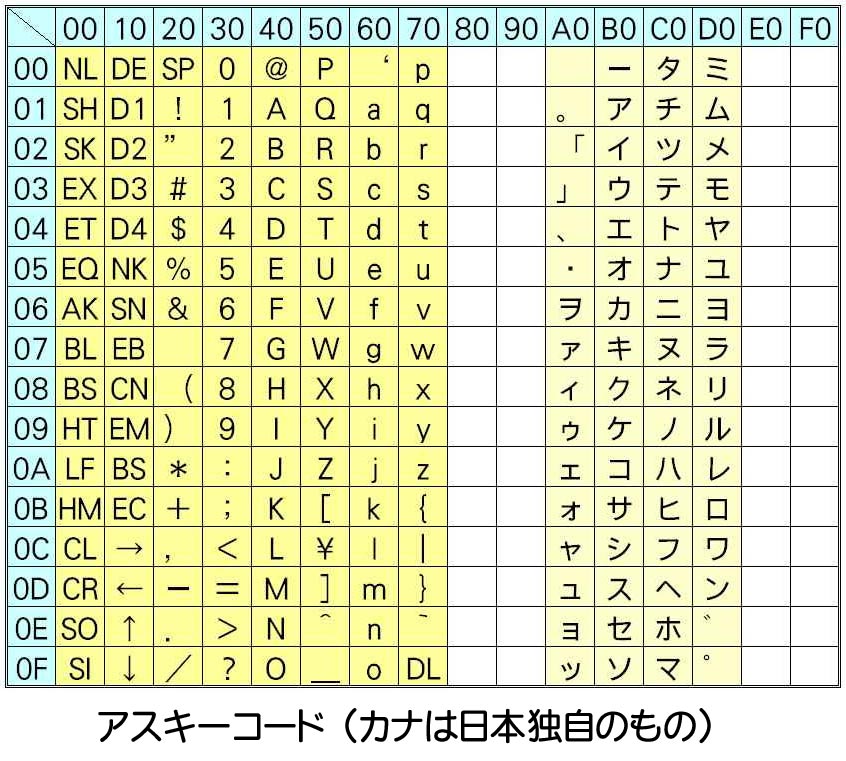 00 10 20 30 40 50 60 70 80 90 A0 B0 C0 D0 E0 F0
00 NL DE SP 0 @ P ‘ p ー タ ミ
01 SH D1 ! 1 A Q a q 。 ア チ ム
02 SK D2 ” 2 B R b r 「 イ ツ メ
03 EX D3 # 3 C S c s 」 ウ テ モ
04 ET D4 $ 4 D T d t 、 エ ト ヤ
05 EQ NK % 5 E U e u ・ オ ナ ユ
06 AK SN & 6 F V f v ヲ カ ニ ヨ
07 BL EB 7 G W g w ァ キ ヌ ラ
08 BS CN ( 8 H X h x ィ ク ネ リ
09 HT EM ) 9 I Y i y ゥ ケ ノ ル
0A LF BS * : J Z j z ェ コ ハ レ
0B HM EC + ; K [ k { ォ サ ヒ ロ
0C CL → , < L ¥ l | ャ シ フ ワ
0D CR ← − = M ] m } ュ ス ヘ ン
0E SO ↑ . > N ^ n ~ ョ セ ホ ゛
0F SI ↓ / ? O _ o DL ッ ソ マ ゜
アスキーコード（カナは日本独自のもの）